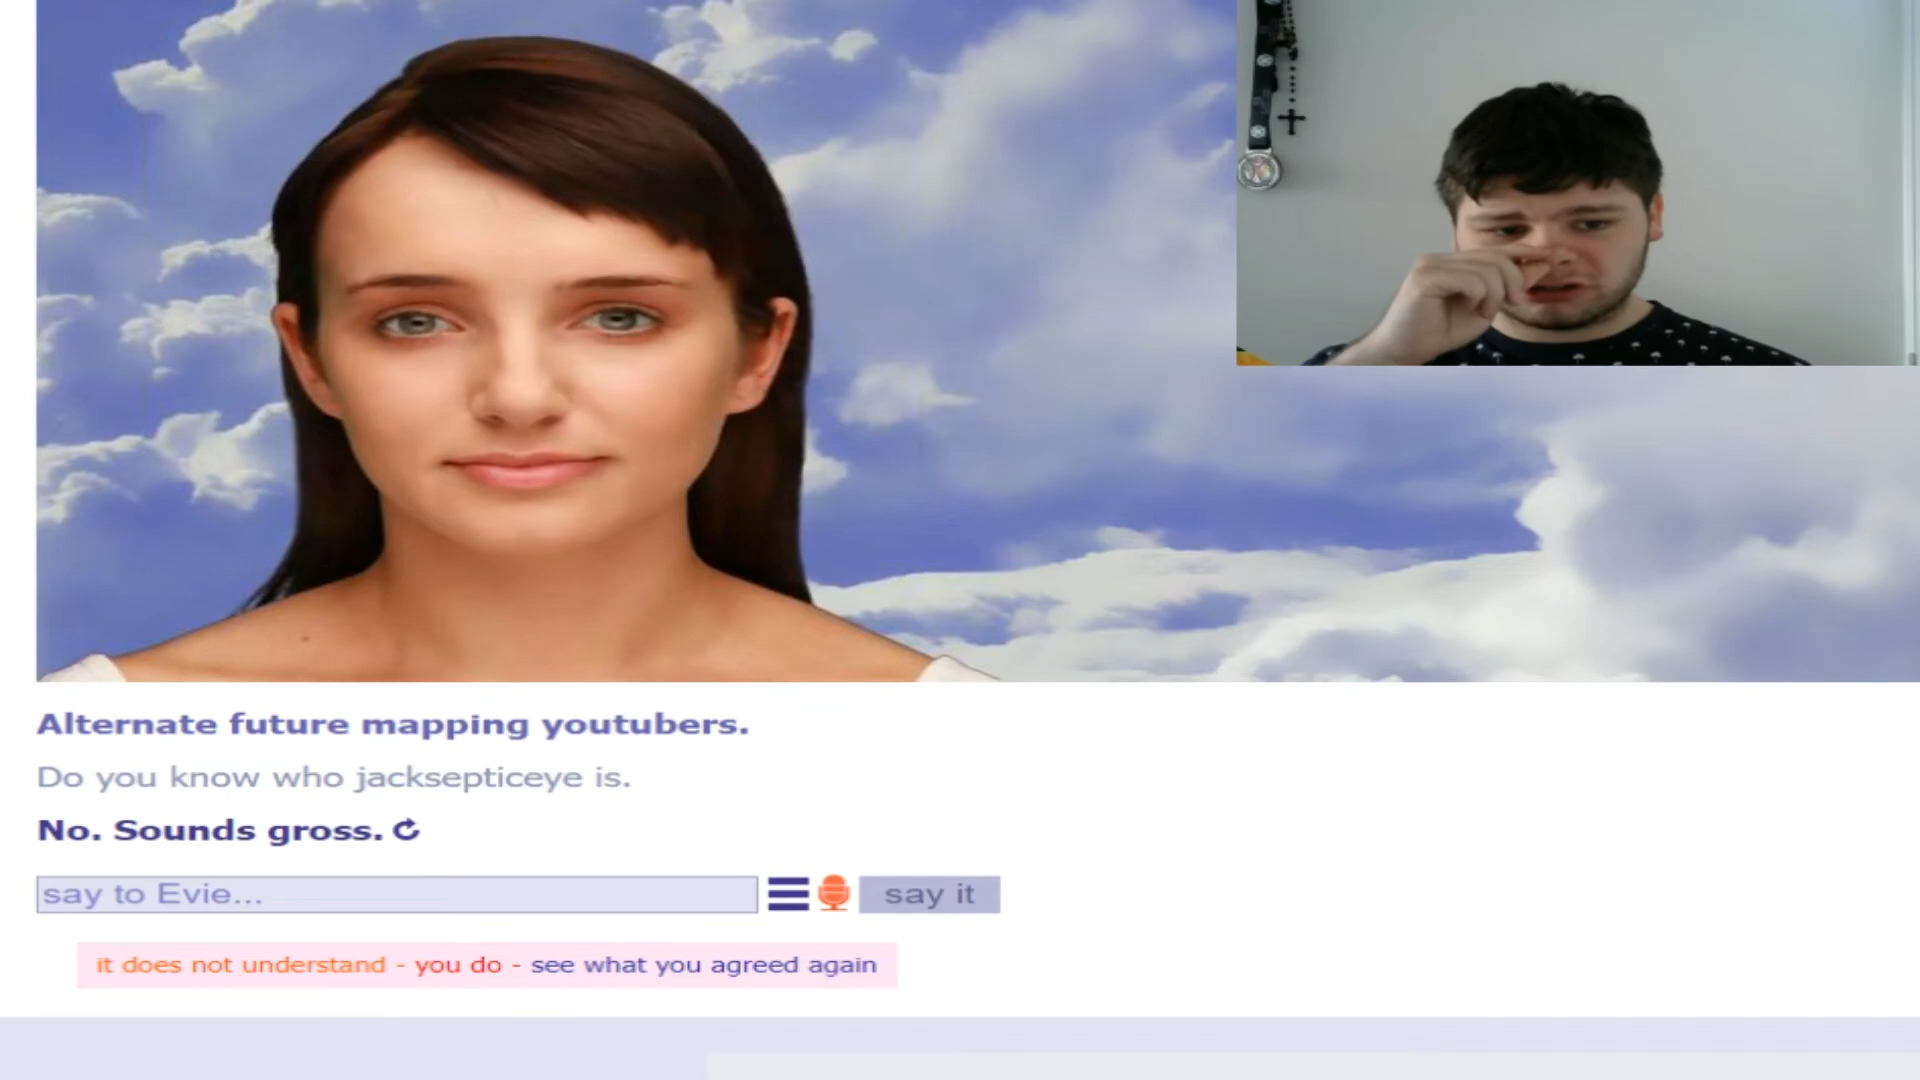 Alternate future mapping youtubers.
Do you know who jacksepticeye is.
No. Sounds gross.
say to Evie...
say it
it does not understand - you do - see what you agreed again